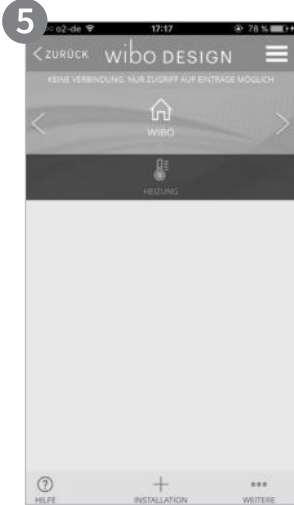 5
o2-de 17:17 78 %
ZURÜCK wibo DESIGN
KEINE VERBINDUNG. NUR ZUGRIFF AUF EINTRÄGE MÖGLICH
WIBO
HEIZUNG
HILFE INSTALLATION WEITERE